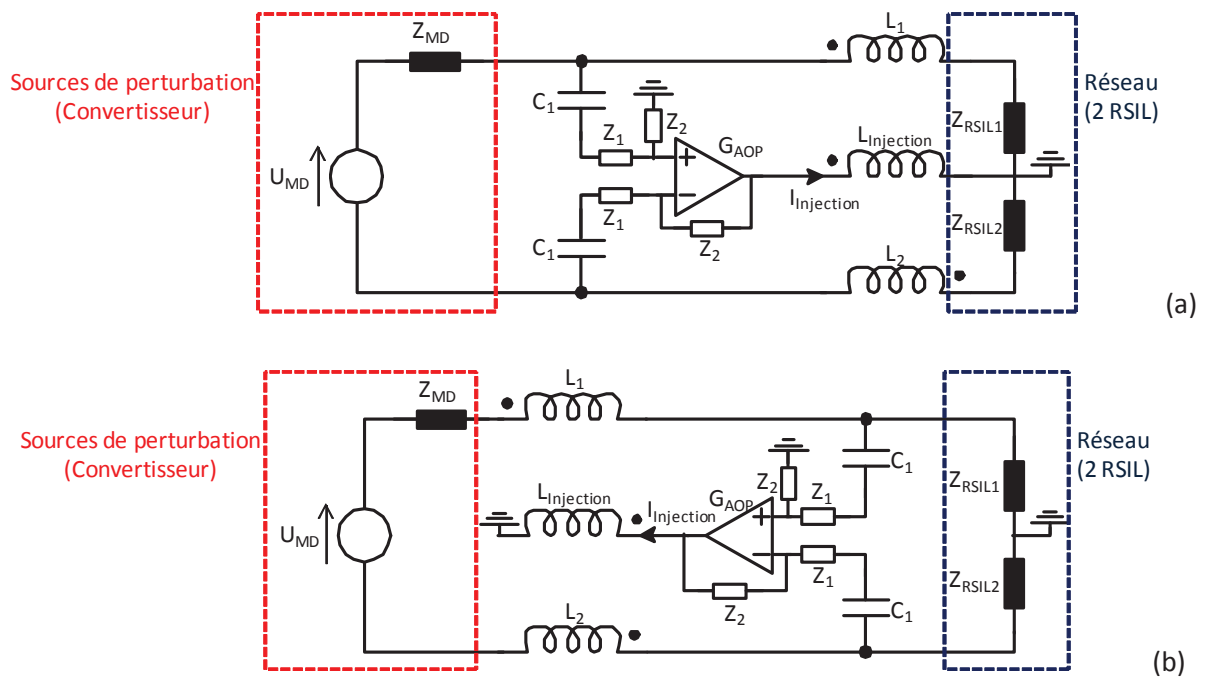 Z_MD
L_1
Sources de perturbation
(Convertisseur)
Réseau
(2 RSIL)
C_1
Z_1
Z_2
G_AOP
+
L_Injection
Z_RSIL1
U_MD
I_Injection
−
Z_1
Z_2
Z_RSIL2
C_1
L_2
(a)
Z_MD
L_1
Sources de perturbation
(Convertisseur)
Réseau
(2 RSIL)
C_1
Z_2
Z_1
Z_RSIL1
L_Injection
I_Injection
G_AOP
+
U_MD
−
Z_1
Z_2
C_1
Z_RSIL2
L_2
(b)